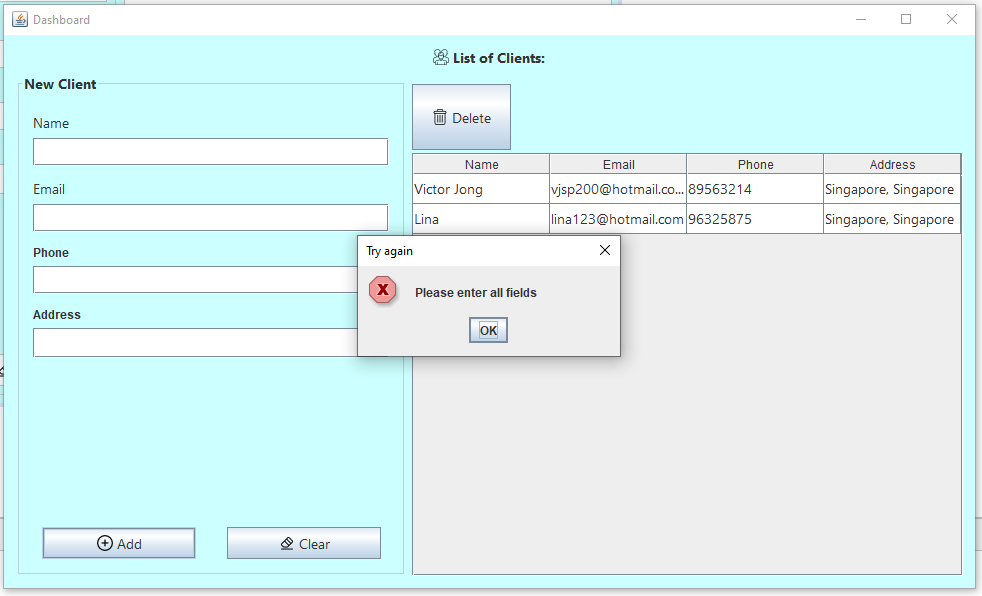 Dashboard
List of Clients:
New Client
Name
Email
Phone
Address
Add
Clear
Delete
Name Email Phone Address
Victor Jong vjsp200@hotmail.co... 89563214 Singapore, Singapore
Lina lina123@hotmail.com 96325875 Singapore, Singapore
Try again
Please enter all fields
OK